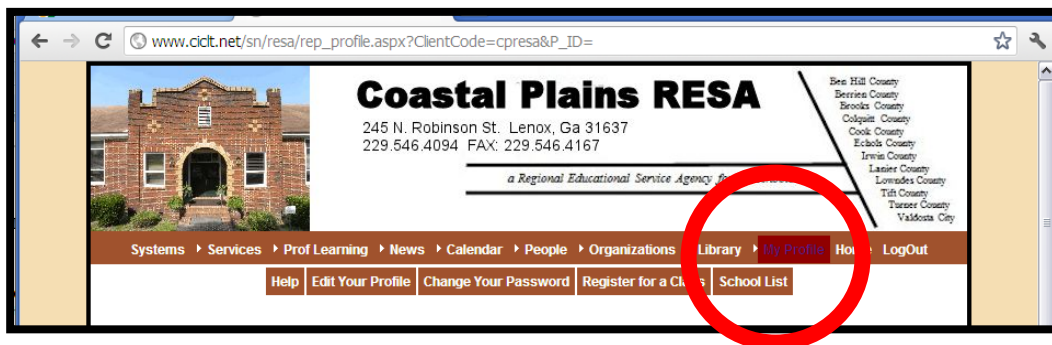 www.ciclt.net/sn/resa/rep_profile.aspx?ClientCode=cpresa&P_ID=
Coastal Plains RESA
245 N. Robinson St. Lenox, Ga 31637
229.546.4094 FAX: 229.546.4167
a Regional Educational Service Agency
Ben Hill County
Berrien County
Brooks County
Colquitt County
Cook County
Echols County
Irwin County
Lanier County
Lowndes County
Tift County
Turner County
Valdosta City
Systems Services Prof Learning News Calendar People Organizations Library My Profile Home LogOut
Help Edit Your Profile Change Your Password Register for a Class School List